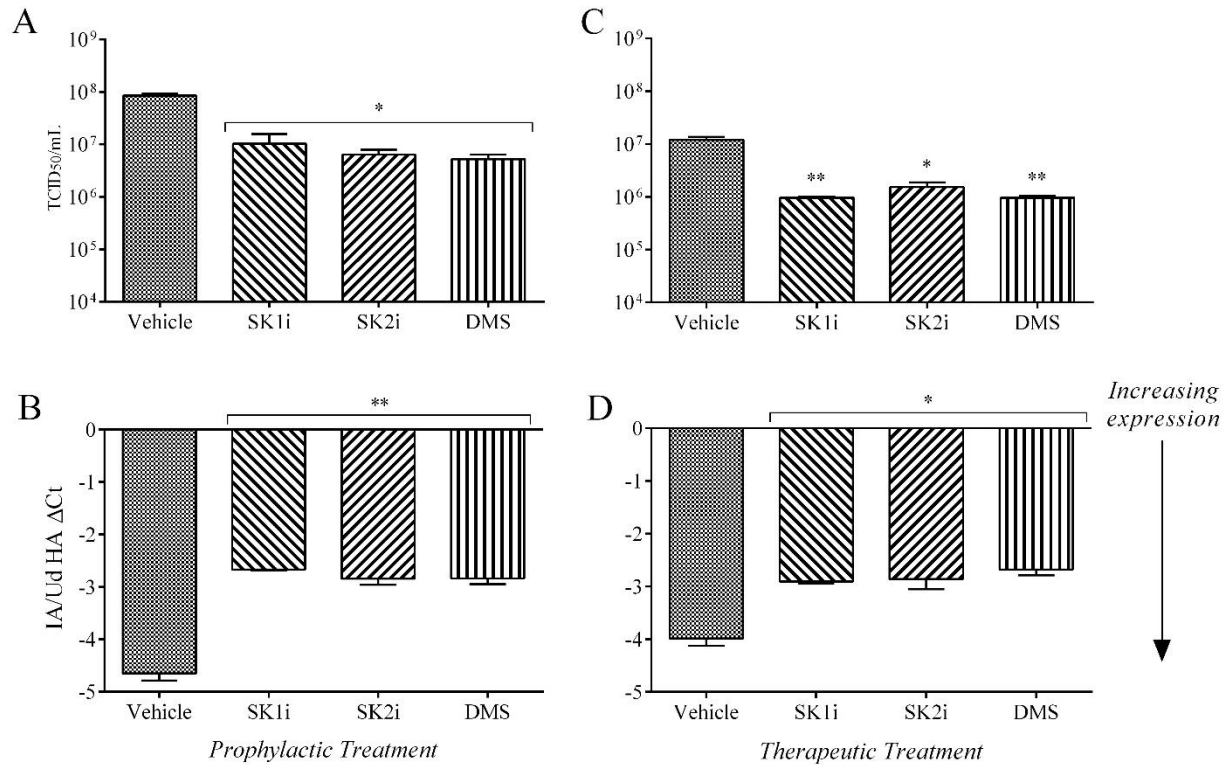 A
TCID50/mL
10⁹
10⁸
10⁷
10⁶
10⁵
10⁴
*
Vehicle SK1i SK2i DMS
C
10⁹
10⁸
10⁷
10⁶
10⁵
10⁴
** * **
Vehicle SK1i SK2i DMS
B
IA/Ud HA ΔCt
**
0
-1
-2
-3
-4
-5
Vehicle SK1i SK2i DMS
Prophylactic Treatment
D
*
0
-1
-2
-3
-4
-5
Vehicle SK1i SK2i DMS
Therapeutic Treatment
Increasing
expression